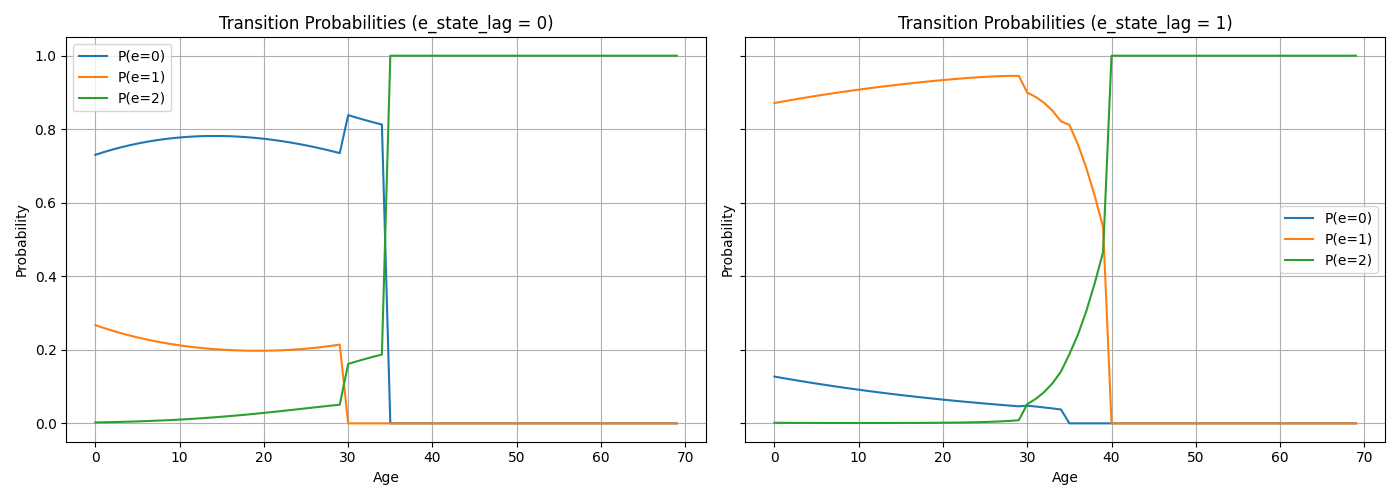 Transition Probabilities (e_state_lag = 0)
P(e=0)
P(e=1)
P(e=2)
Probability
1.0
0.8
0.6
0.4
0.2
0.0
0 10 20 30 40 50 60 70
Age
Transition Probabilities (e_state_lag = 1)
P(e=0)
P(e=1)
P(e=2)
Probability
0 10 20 30 40 50 60 70
Age